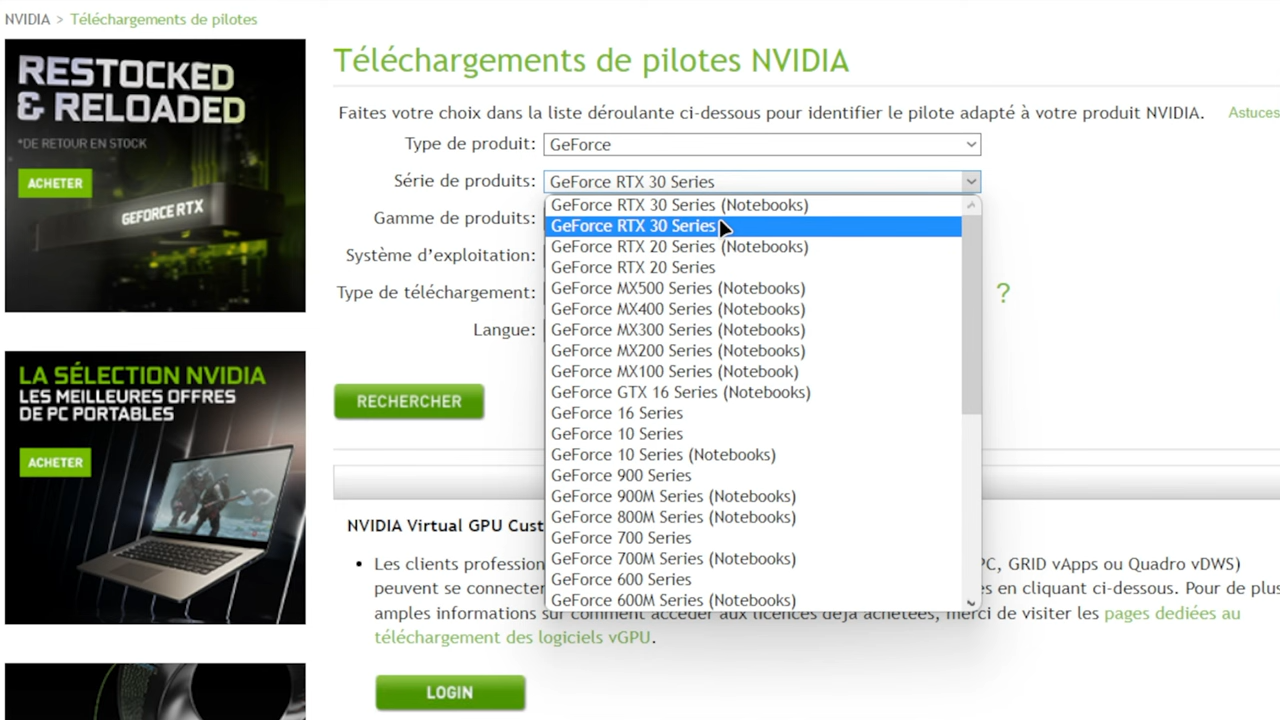 NVIDIA > Téléchargements de pilotes
RESTOCKED
& RELOADED
*DE RETOUR EN STOCK
ACHETER
GEFORCE RTX
LA SÉLECTION NVIDIA
LES MEILLEURES OFFRES
DE PC PORTABLES
ACHETER
Téléchargements de pilotes NVIDIA
Faites votre choix dans la liste déroulante ci-dessous pour identifier le pilote adapté à votre produit NVIDIA. Astuces
Type de produit: GeForce
Série de produits: GeForce RTX 30 Series
Gamme de produits:
Système d'exploitation:
Type de téléchargement: ?
Langue:
GeForce RTX 30 Series (Notebooks)
GeForce RTX 30 Series
GeForce RTX 20 Series (Notebooks)
GeForce RTX 20 Series
GeForce MX500 Series (Notebooks)
GeForce MX400 Series (Notebooks)
GeForce MX300 Series (Notebooks)
GeForce MX200 Series (Notebooks)
GeForce MX100 Series (Notebook)
GeForce GTX 16 Series (Notebooks)
GeForce 16 Series
GeForce 10 Series
GeForce 10 Series (Notebooks)
GeForce 900 Series
GeForce 900M Series (Notebooks)
GeForce 800M Series (Notebooks)
GeForce 700 Series
GeForce 700M Series (Notebooks)
GeForce 600 Series
GeForce 600M Series (Notebooks)
RECHERCHER
NVIDIA Virtual GPU Cust
• Les clients profession PC, GRID vApps ou Quadro vDWS)
peuvent se connecter es en cliquant ci-dessous. Pour de plus
amples informations sur comment accéder aux licences déjà achetées, merci de visiter les pages dediées au
téléchargement des logiciels vGPU.
LOGIN